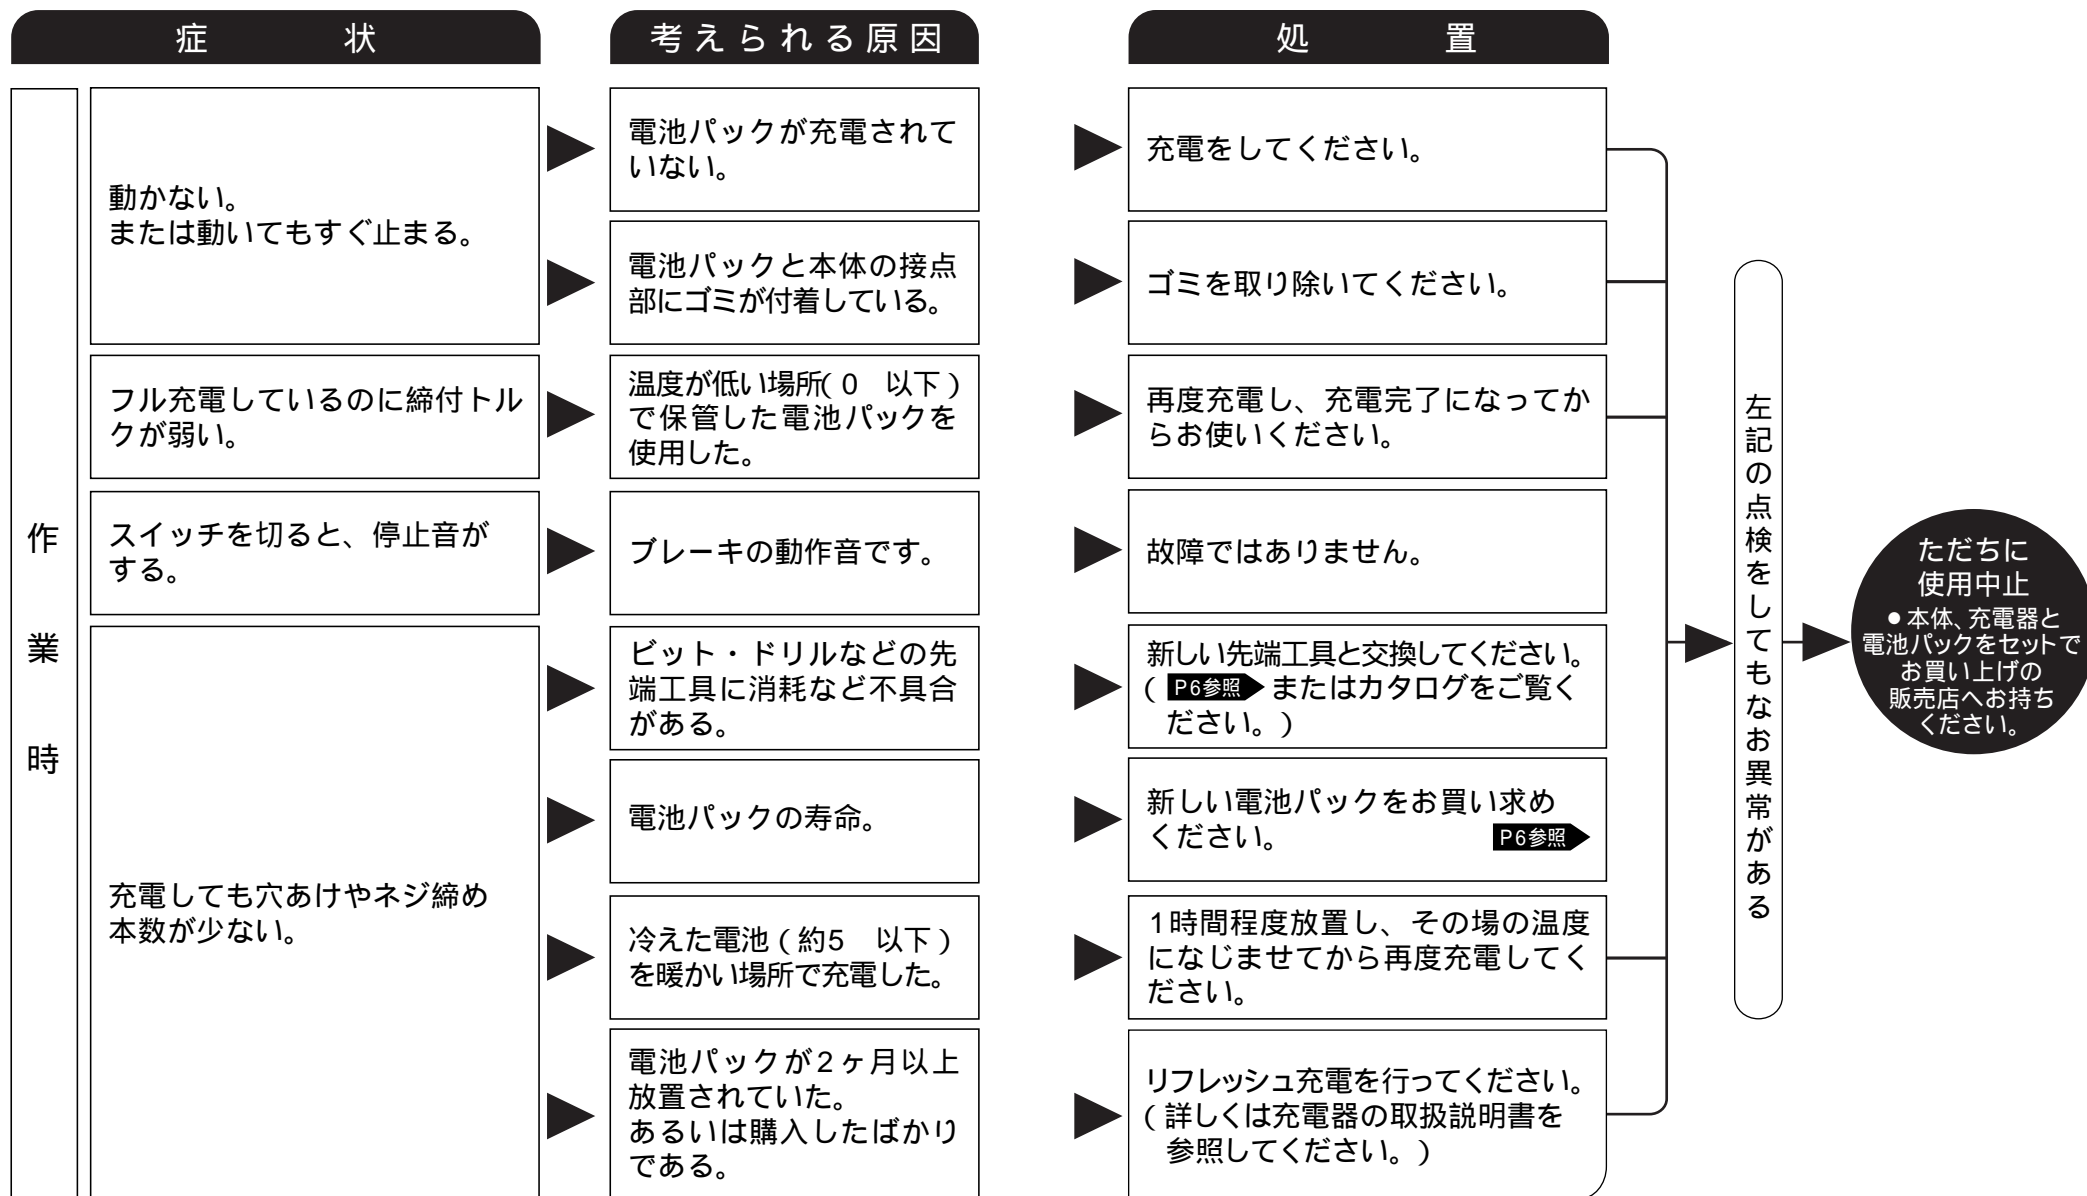 症状
考えられる原因
処置
作業時
動かない。
または動いてもすぐ止まる。
電池パックが充電されて
いない。
充電をしてください。
電池パックと本体の接点
部にゴミが付着している。
ゴミを取り除いてください。
フル充電しているのに締付トル
クが弱い。
温度が低い場所(0　以下)
で保管した電池パックを
使用した。
再度充電し、充電完了になってか
らお使いください。
スイッチを切ると、停止音が
する。
ブレーキの動作音です。
故障ではありません。
充電しても穴あけやネジ締め
本数が少ない。
ビット・ドリルなどの先
端工具に消耗など不具合
がある。
新しい先端工具と交換してください。
(P6参照 またはカタログをご覧く
ださい。)
電池パックの寿命。
新しい電池パックをお買い求め
ください。 P6参照
冷えた電池(約5　以下)
を暖かい場所で充電した。
1時間程度放置し、その場の温度
になじませてから再度充電してく
ださい。
電池パックが2ヶ月以上
放置されていた。
あるいは購入したばかり
である。
リフレッシュ充電を行ってください。
(詳しくは充電器の取扱説明書を
参照してください。)
左記の点検をしてもなお異常がある
ただちに
使用中止
●本体、充電器と
電池パックをセットで
お買い上げの
販売店へお持ち
ください。